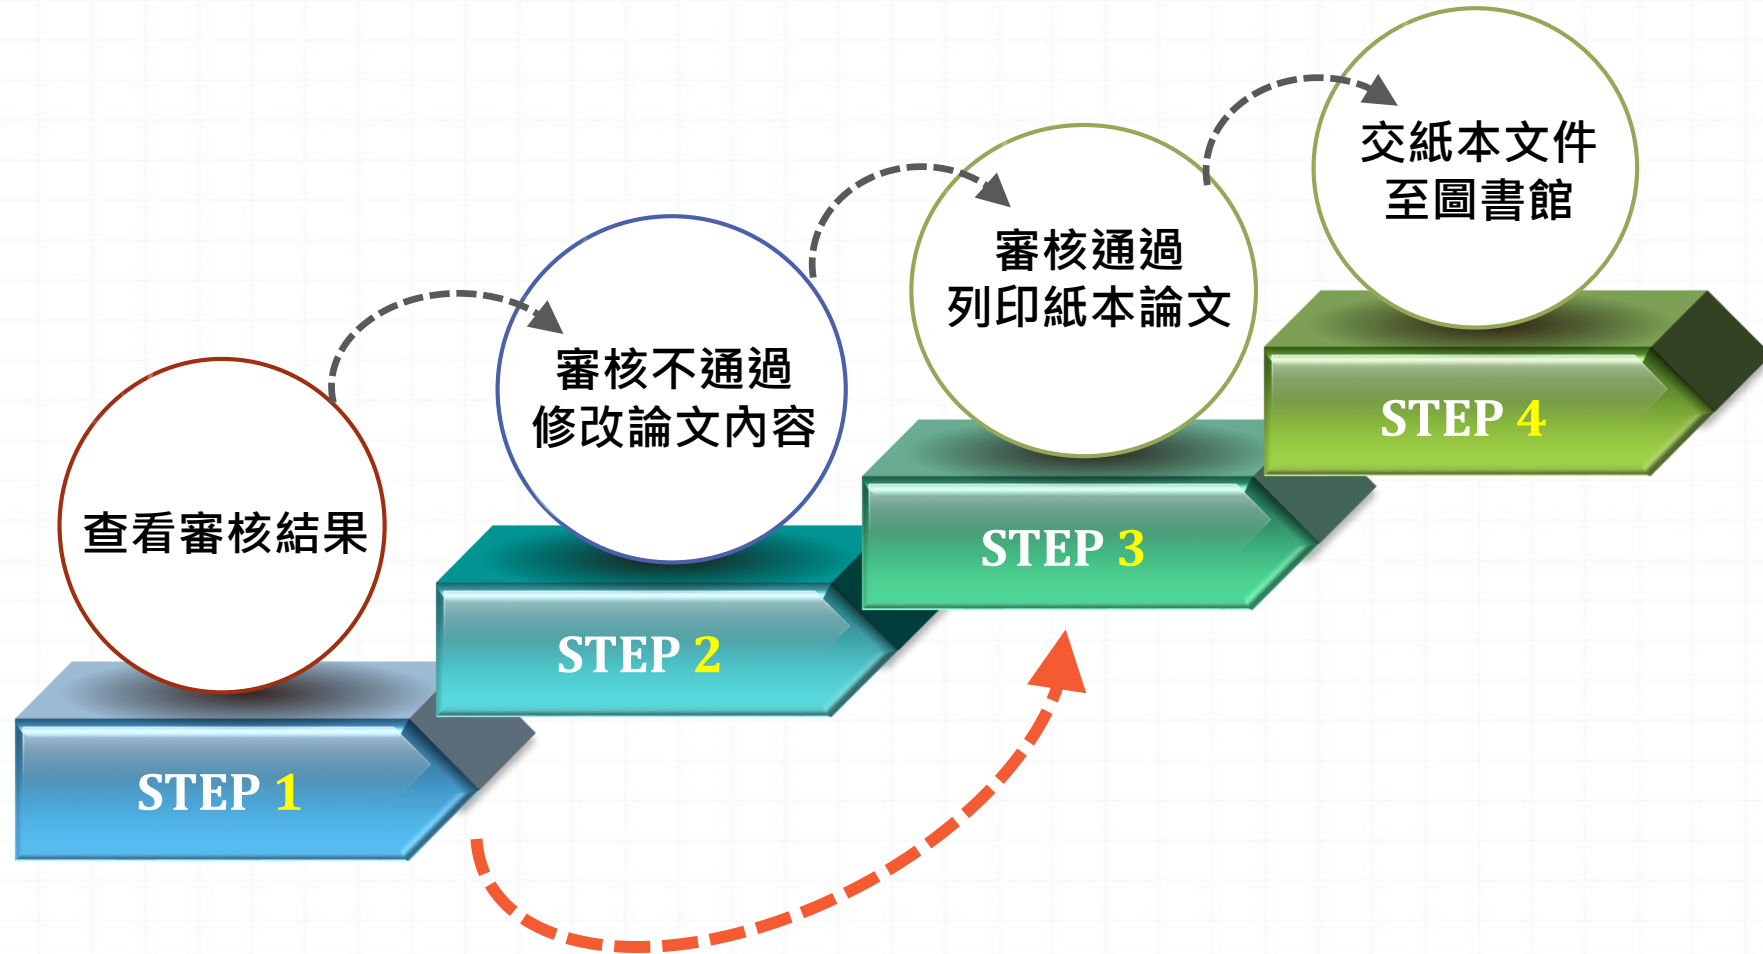 查看審核結果
STEP 1
審核不通過
修改論文內容
STEP 2
審核通過
列印紙本論文
STEP 3
交紙本文件
至圖書館
STEP 4